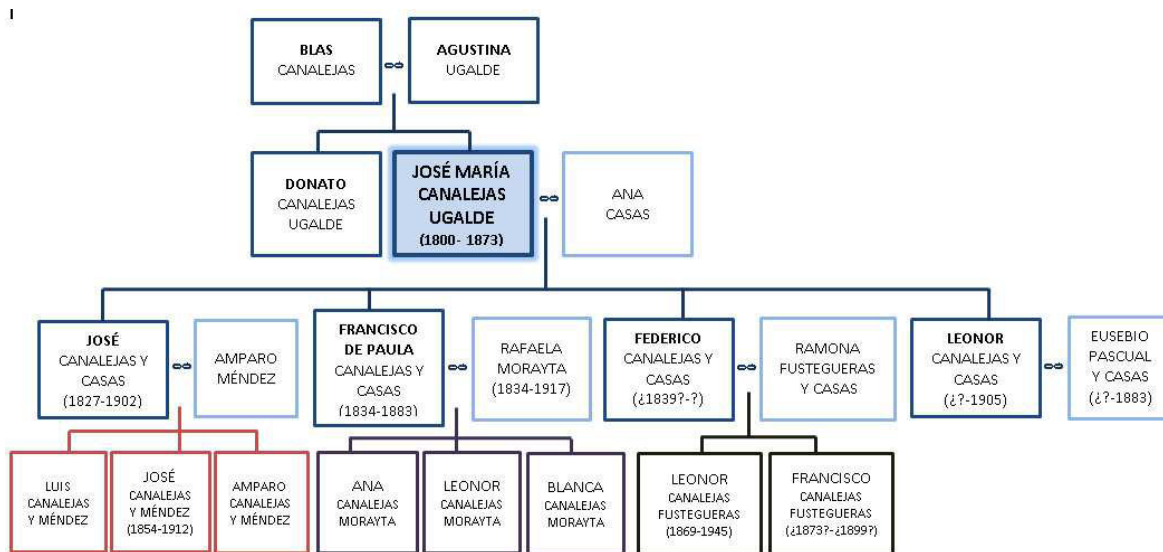 I
BLAS
CANALEJAS
AGUSTINA
UGALDE
DONATO
CANALEJAS
UGALDE
JOSÉ MARÍA
CANALEJAS
UGALDE
(1800- 1873)
ANA
CASAS
JOSÉ
CANALEJAS Y
CASAS
(1827-1902)
AMPARO
MÉNDEZ
FRANCISCO
DE PAULA
CANALEJAS Y
CASAS
(1834-1883)
RAFAELA
MORAYTA
(1834-1917)
FEDERICO
CANALEJAS Y
CASAS
(¿1839?-?)
RAMONA
FUSTEGUERAS
Y CASAS
LEONOR
CANALEJAS Y
CASAS
(¿?-1905)
EUSEBIO
PASCUAL
Y CASAS
(¿?-1883)
LUIS
CANALEJAS
Y MÉNDEZ
JOSÉ
CANALEJAS
Y MÉNDEZ
(1854-1912)
AMPARO
CANALEJAS
Y MÉNDEZ
ANA
CANALEJAS
MORAYTA
LEONOR
CANALEJAS
MORAYTA
BLANCA
CANALEJAS
MORAYTA
LEONOR
CANALEJAS
FUSTEGUERAS
(1869-1945)
FRANCISCO
CANALEJAS
FUSTEGUERAS
(¿1873?-¿1899?)